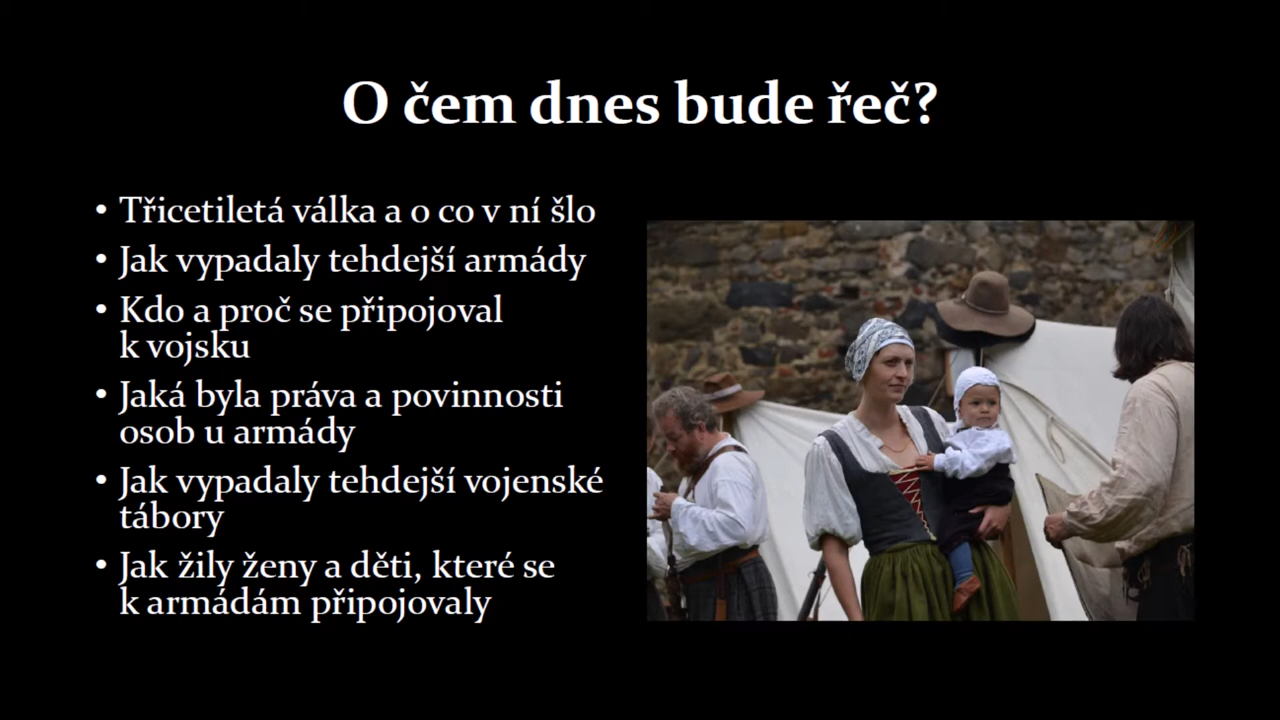 O čem dnes bude řeč?
• Třicetiletá válka a o co v ní šlo
• Jak vypadaly tehdejší armády
• Kdo a proč se připojoval
k vojsku
• Jaká byla práva a povinnosti
osob u armády
• Jak vypadaly tehdejší vojenské
tábory
• Jak žily ženy a děti, které se
k armádám připojovaly